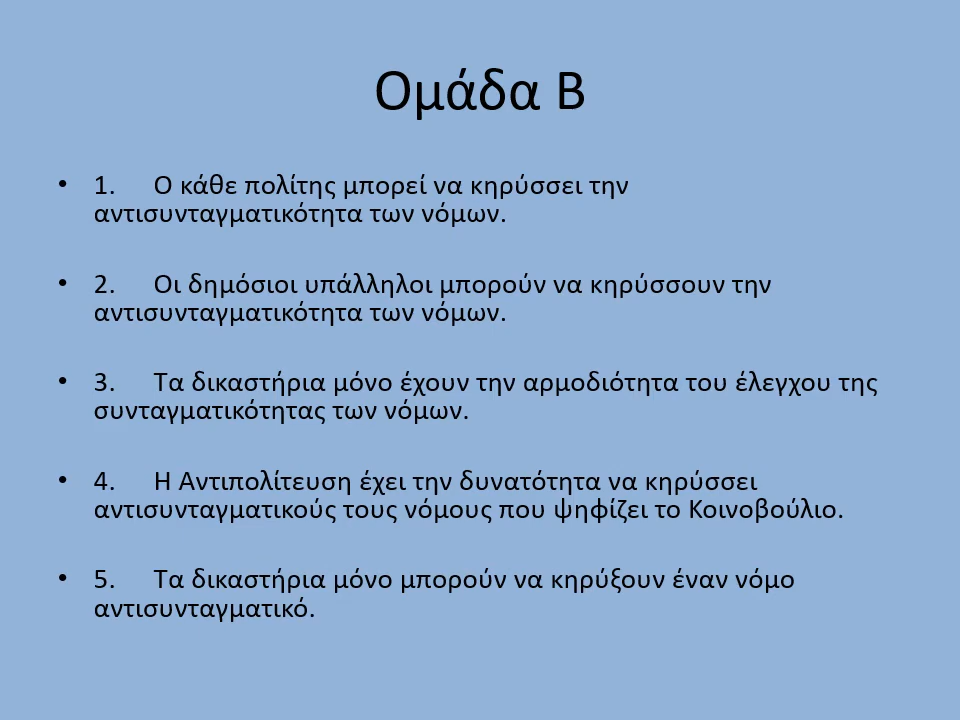 Ομάδα Β
• 1. Ο κάθε πολίτης μπορεί να κηρύσσει την
αντισυνταγματικότητα των νόμων.
• 2. Οι δημόσιοι υπάλληλοι μπορούν να κηρύσσουν την
αντισυνταγματικότητα των νόμων.
• 3. Τα δικαστήρια μόνο έχουν την αρμοδιότητα του έλεγχου της
συνταγματικότητας των νόμων.
• 4. Η Αντιπολίτευση έχει την δυνατότητα να κηρύσσει
αντισυνταγματικούς τους νόμους που ψηφίζει το Κοινοβούλιο.
• 5. Τα δικαστήρια μόνο μπορούν να κηρύξουν έναν νόμο
αντισυνταγματικό.